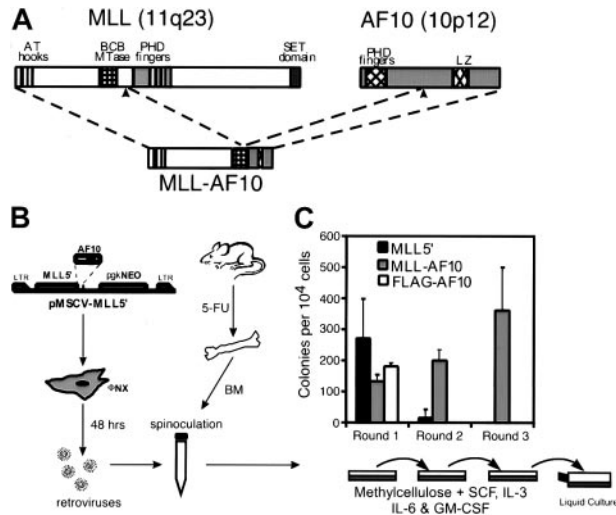 A
MLL (11q23)
AF10 (10p12)
AT
hooks
BCB
MTase
PHD
fingers
SET
domain
PHD
fingers
LZ
MLL-AF10
B
AF10
LTR
MLL5'
pgkNEO
LTR
pMSCV-MLL5'
ΦNX
48 hrs
retroviruses
5-FU
BM
spinoculation
C
Colonies per 10⁴ cells
600
500
400
300
200
100
0
MLL5'
MLL-AF10
FLAG-AF10
Round 1
Round 2
Round 3
Methylcellulose + SCF, IL-3
IL-6 & GM-CSF
Liquid Culture